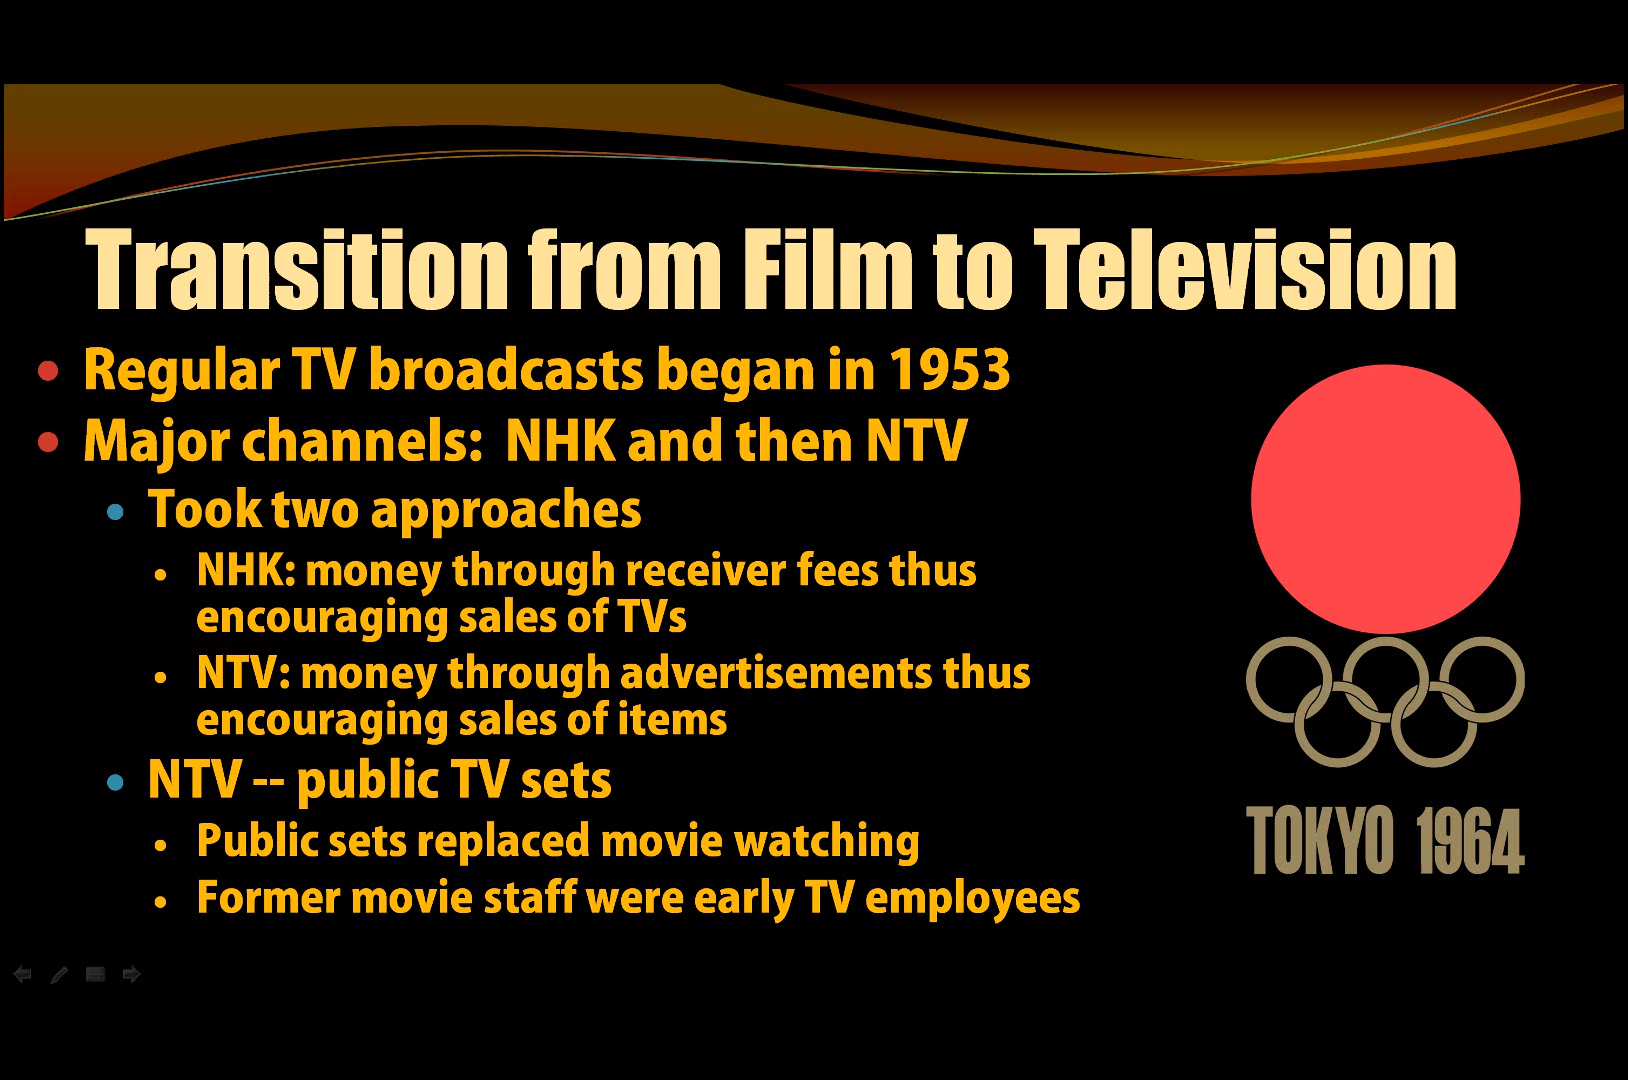 Transition from Film to Television
Regular TV broadcasts began in 1953
Major channels:  NHK and then NTV
Took two approaches
NHK: money through receiver fees thus
encouraging sales of TVs
NTV: money through advertisements thus
encouraging sales of items
NTV -- public TV sets
Public sets replaced movie watching
Former movie staff were early TV employees
TOKYO 1964